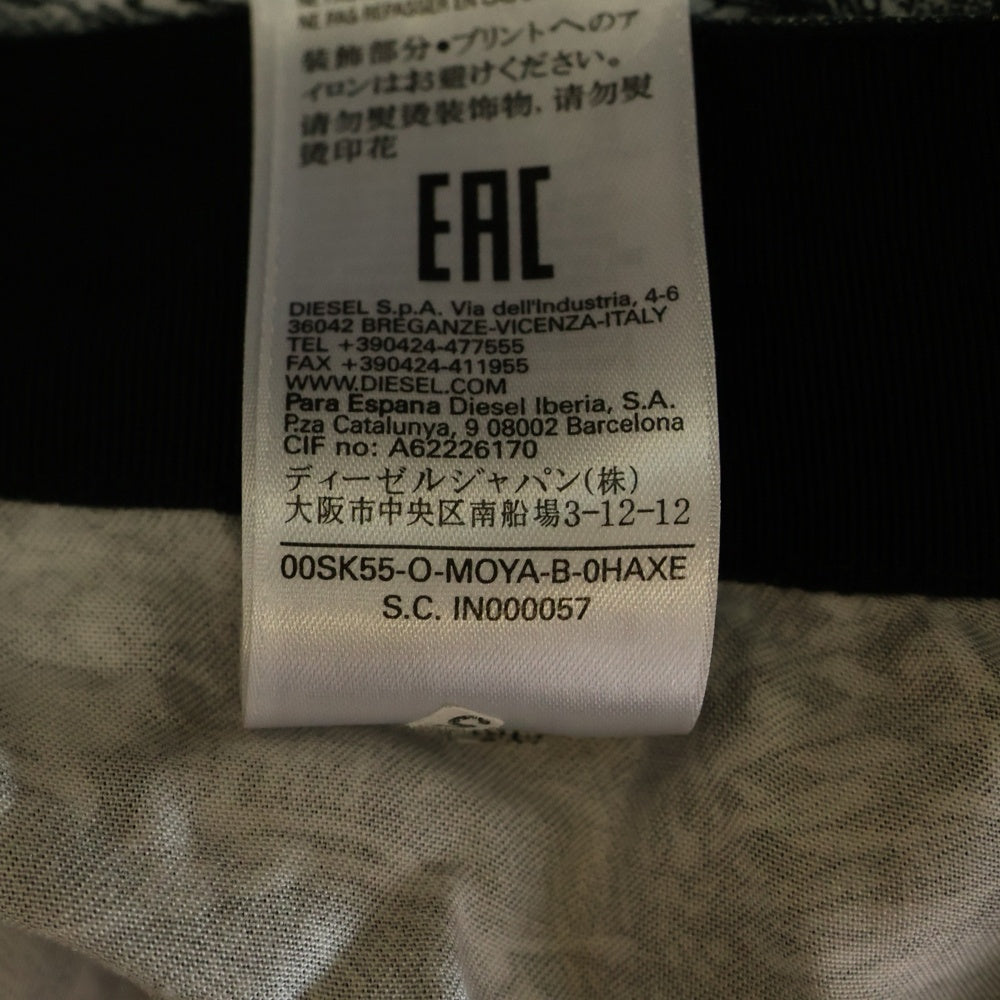 NE PAS REPASSER EN
装飾部分•プリントへのア
イロンはお避けください。
请勿熨烫装饰物, 请勿熨
烫印花
EAC
DIESEL S.p.A. Via dell'Industria, 4-6
36042 BREGANZE-VICENZA-ITALY
TEL +390424-477555
FAX +390424-411955
WWW.DIESEL.COM
Para Espana Diesel Iberia, S.A.
P.za Catalunya, 9 08002 Barcelona
CIF no: A62226170
ディーゼルジャパン(株)
大阪市中央区南船場3-12-12
00SK55-O-MOYA-B-0HAXE
S.C. IN000057